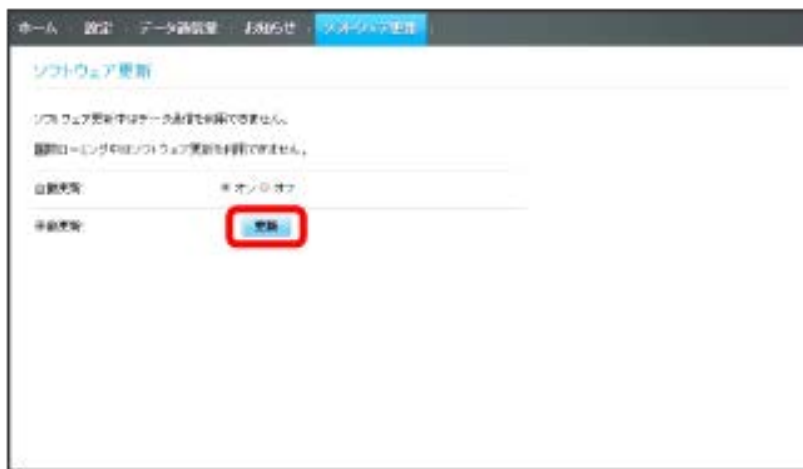 ホーム 設定 データ通信量 お知らせ ソフトウェア更新
ソフトウェア更新
ソフトウェア更新中はデータ通信を利用できません。
国際ローミング中はソフトウェア更新を利用できません。
自動更新 オン オフ
手動更新 更新